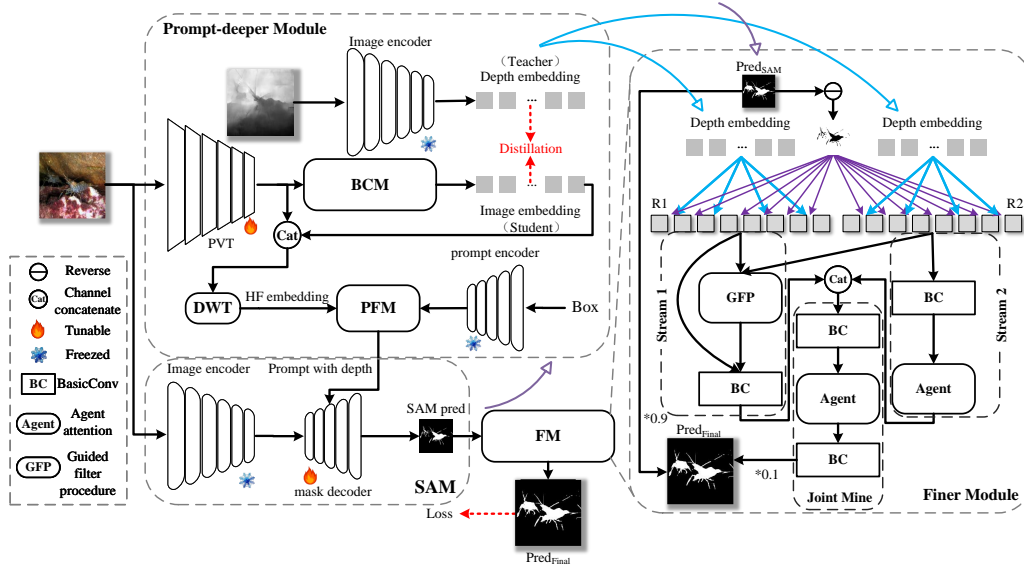 Prompt-deeper Module
Image encoder
(Teacher)
Depth embedding
...
Distillation
...
BCM
Image embedding
(Student)
PVT
Cat
prompt encoder
DWT
HF embedding
PFM
Box
Reverse
Cat
Channel
concatenate
Tunable
Freezed
BC
BasicConv
Agent
Agent
attention
GFP
Guided
filter
procedure
Image encoder
Prompt with depth
SAM pred
mask decoder
SAM
FM
Loss
Pred_Final
Pred_SAM
Depth embedding
...
Depth embedding
...
R1
R2
Stream 1
GFP
BC
Cat
BC
Agent
BC
Joint Mine
BC
Agent
Stream 2
*0.9
Pred_Final
*0.1
Finer Module